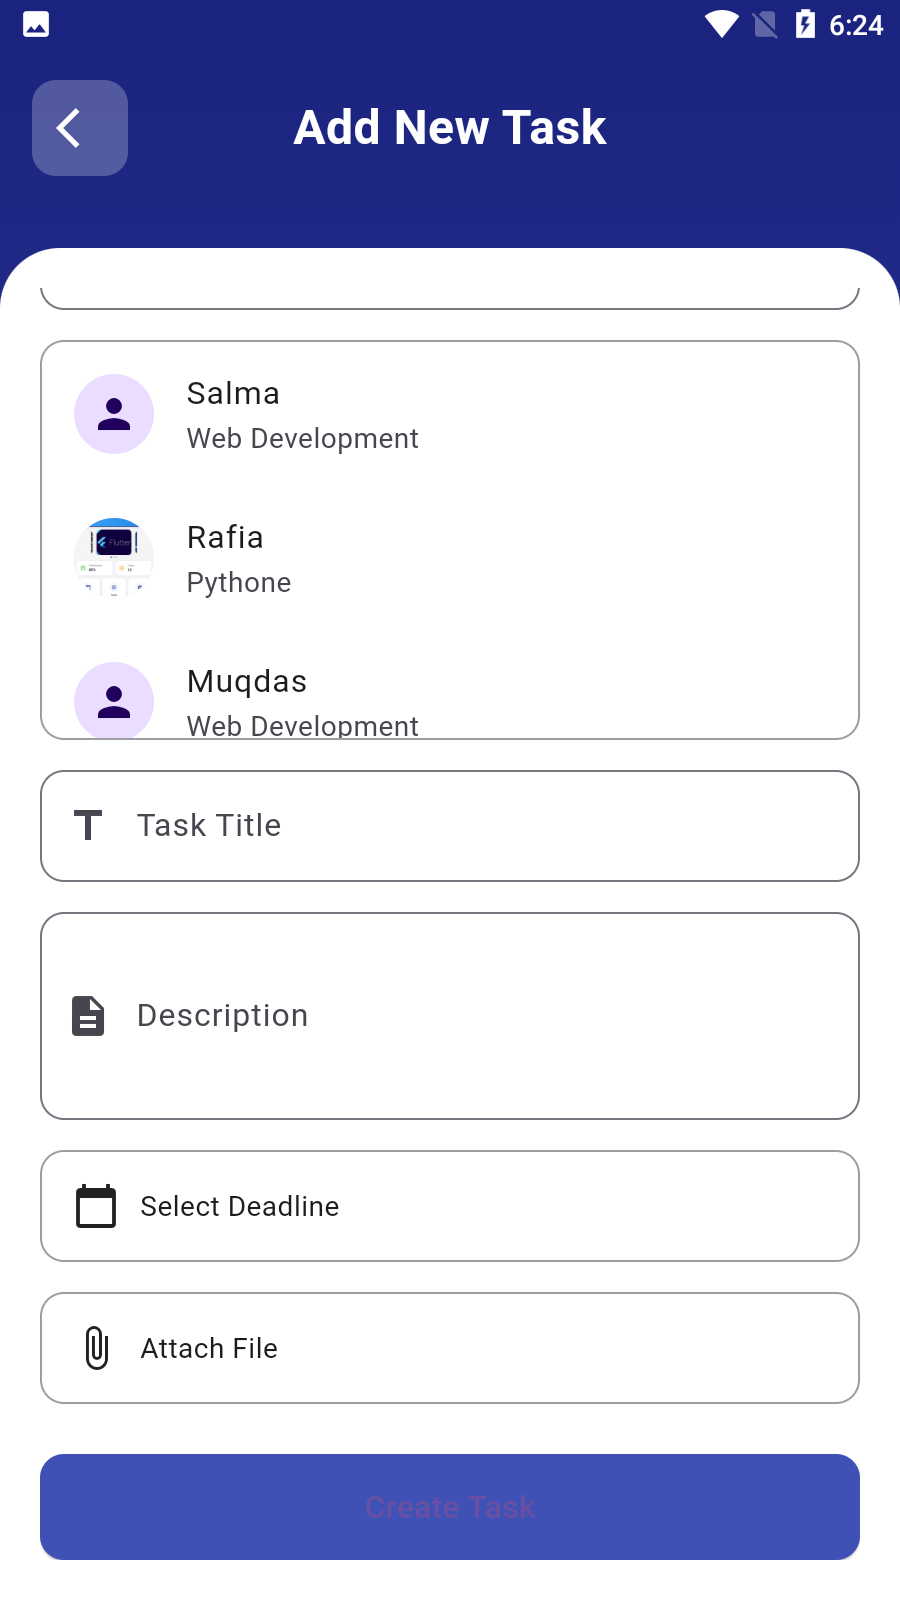 6:24
Add New Task
Salma
Web Development
Rafia
Pythone
Flutter
Muqdas
Web Development
Task Title
Description
Select Deadline
Attach File
Create Task